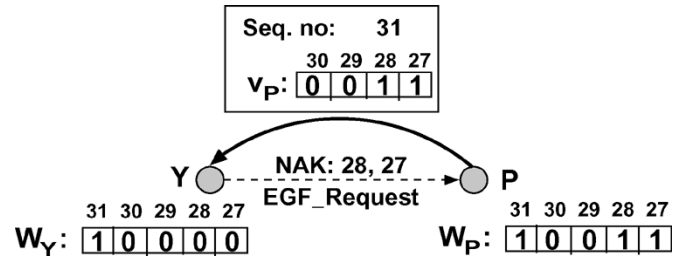 Seq. no: 31
30 29 28 27
vP: 0 0 1 1
NAK: 28, 27
Y P
EGF_Request
31 30 29 28 27 31 30 29 28 27
WY: 1 0 0 0 0 WP: 1 0 0 1 1